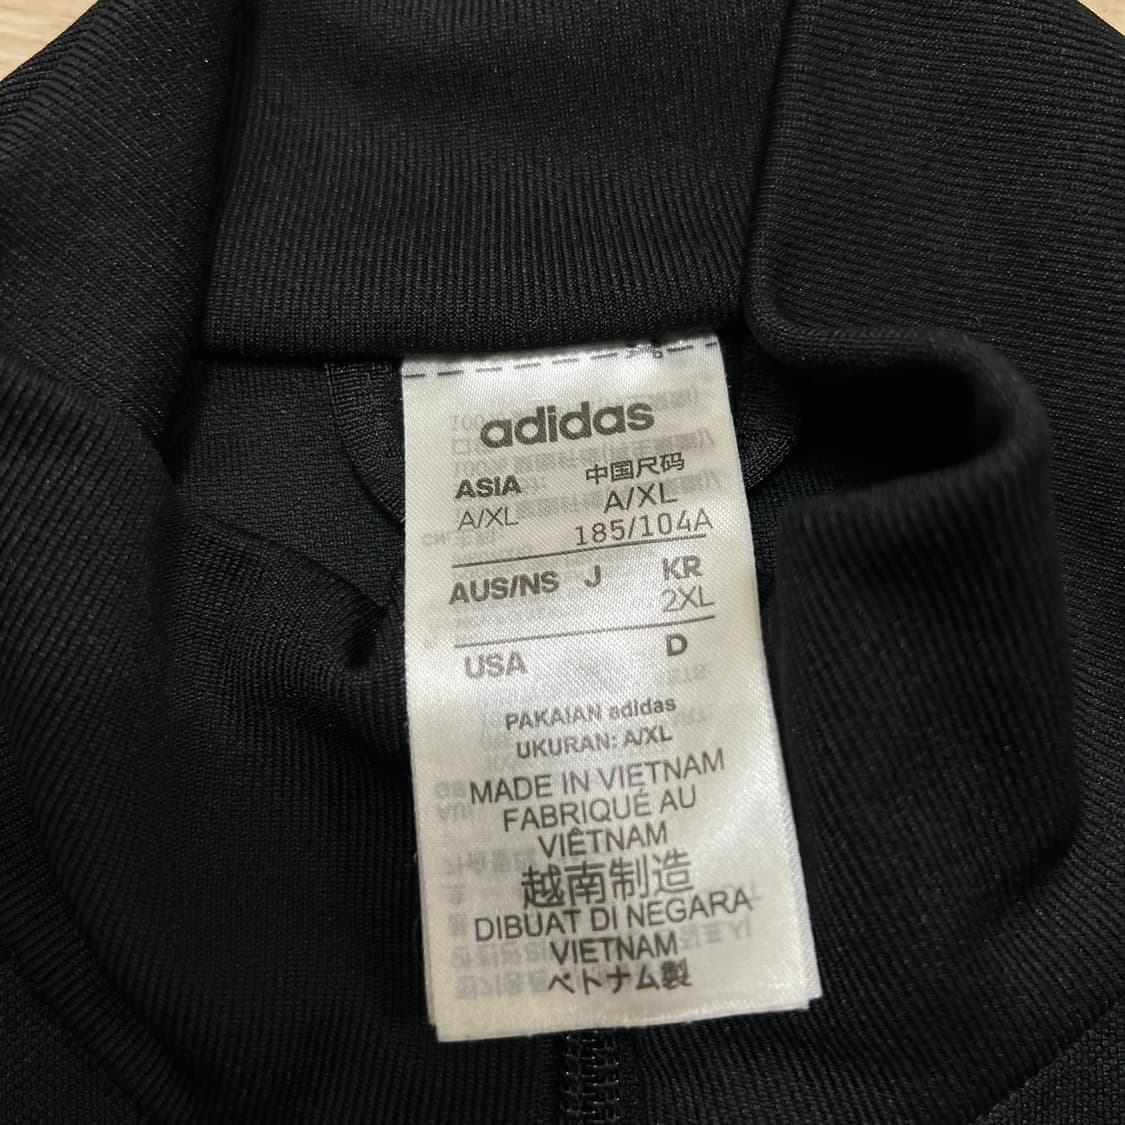 adidas
ASIA 中国尺码
A/XL A/XL
185/104A
AUS/NS J KR
2XL
USA D
PAKAIAN adidas
UKURAN: A/XL
MADE IN VIETNAM
FABRIQUÉ AU
VIÊTNAM
越南制造
DIBUAT DI NEGARA
VIETNAM
ベトナム製